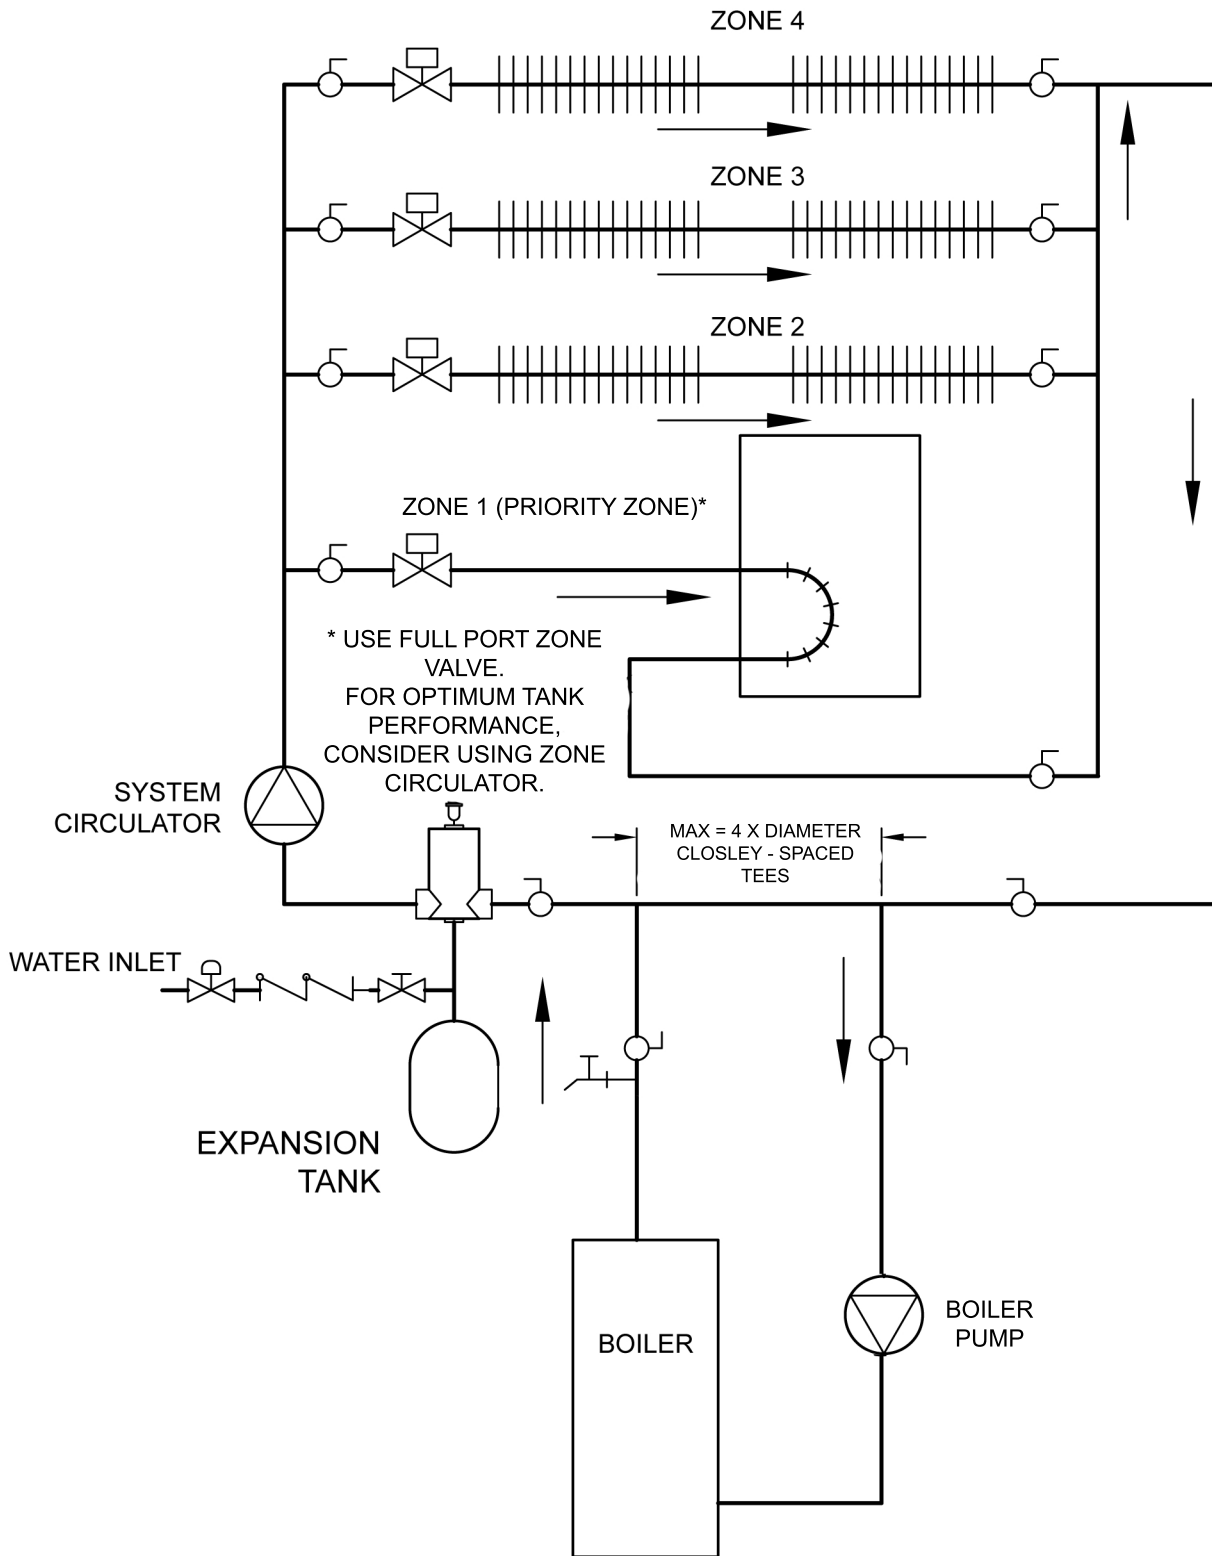 ZONE 4
ZONE 3
ZONE 2
ZONE 1 (PRIORITY ZONE)*
* USE FULL PORT ZONE
VALVE.
FOR OPTIMUM TANK
PERFORMANCE,
CONSIDER USING ZONE
CIRCULATOR.
SYSTEM
CIRCULATOR
MAX = 4 X DIAMETER
CLOSLEY - SPACED
TEES
WATER INLET
EXPANSION
TANK
BOILER
BOILER
PUMP